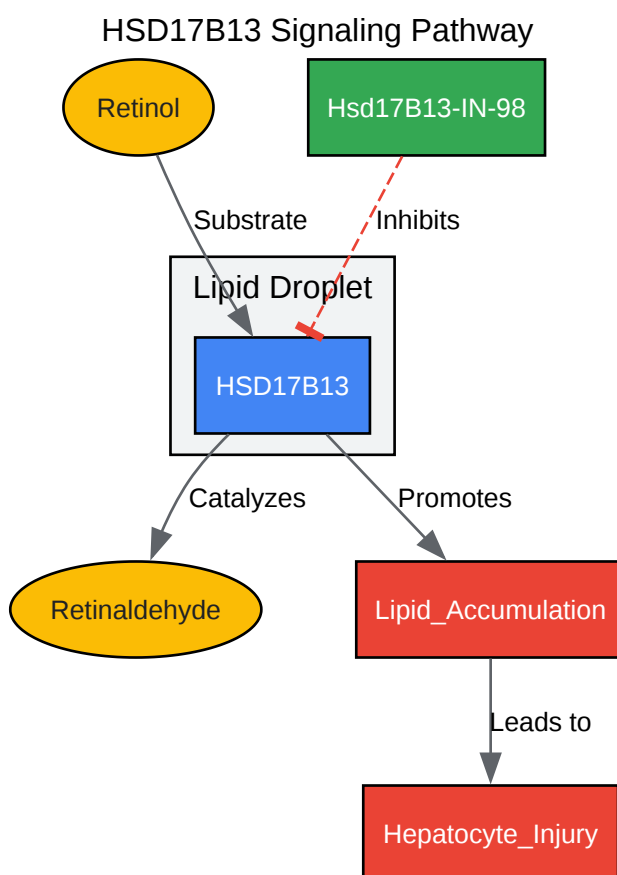 HSD17B13 Signaling Pathway
Retinol
Hsd17B13-IN-98
Substrate
Inhibits
Lipid Droplet
HSD17B13
Catalyzes
Promotes
Retinaldehyde
Lipid_Accumulation
Leads to
Hepatocyte_Injury